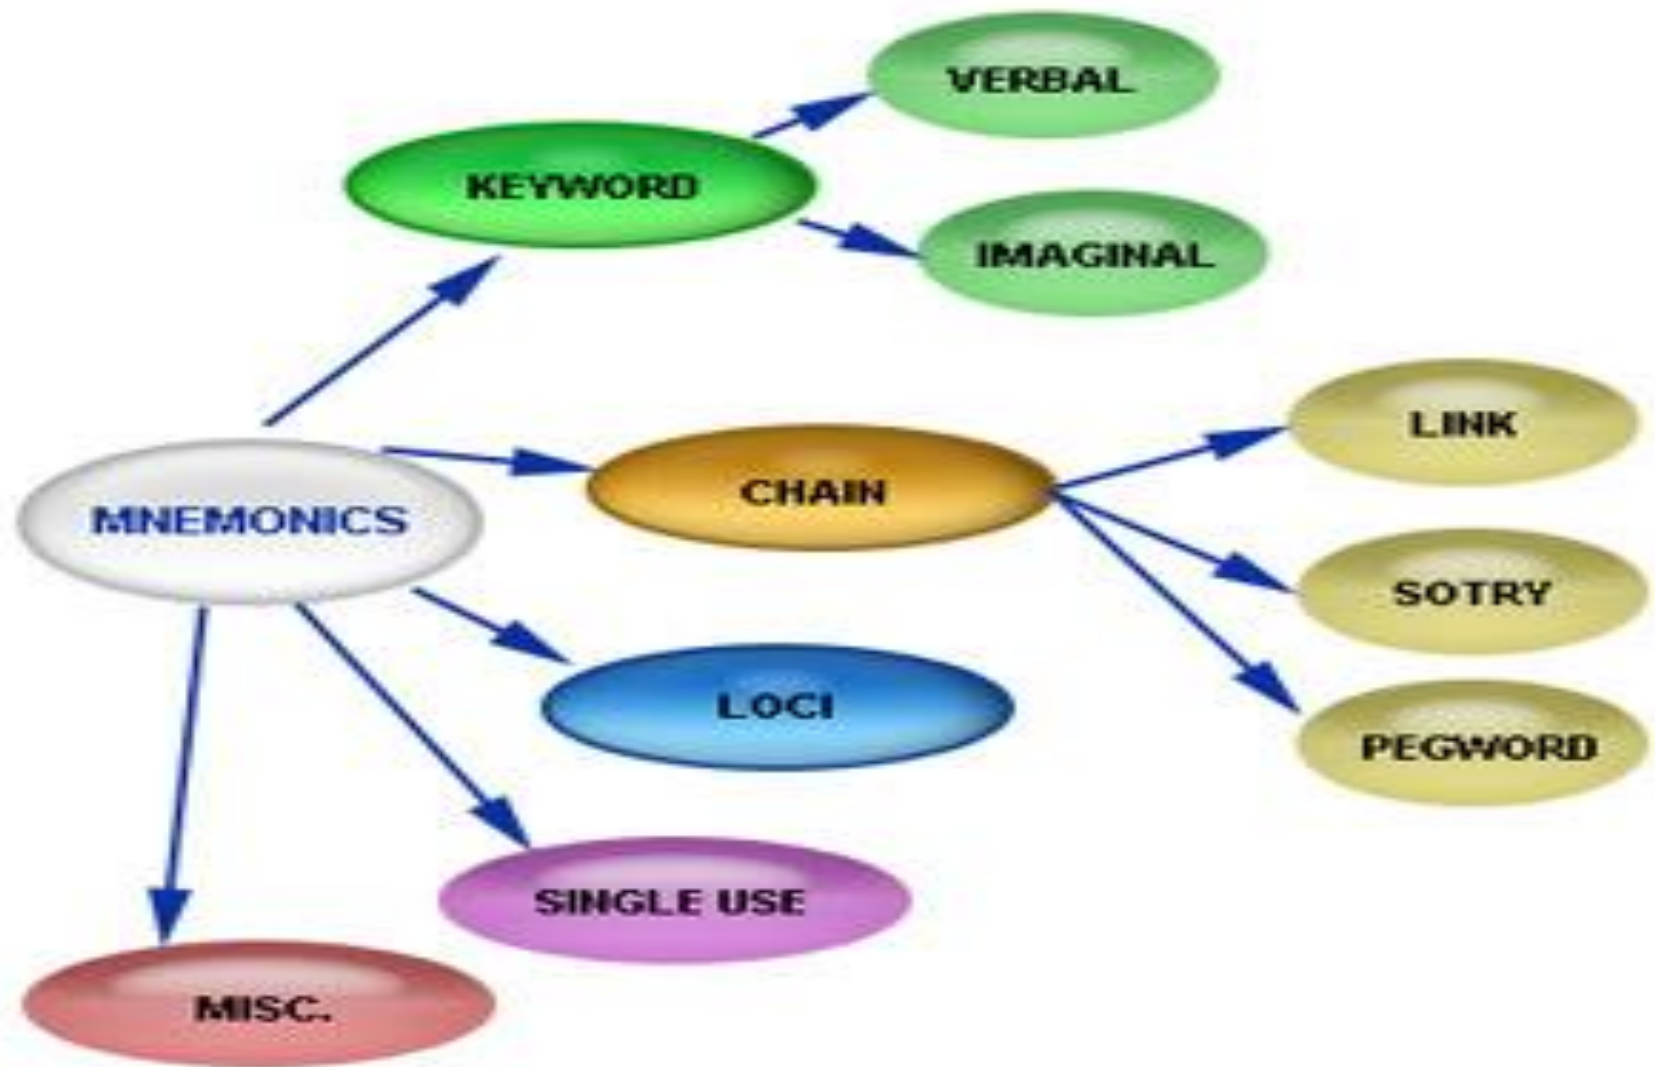 VERBAL
KEYWORD
IMAGINAL
LINK
CHAIN
MNEMONICS
SOTRY
LOCI
PEGWORD
SINGLE USE
MISC.